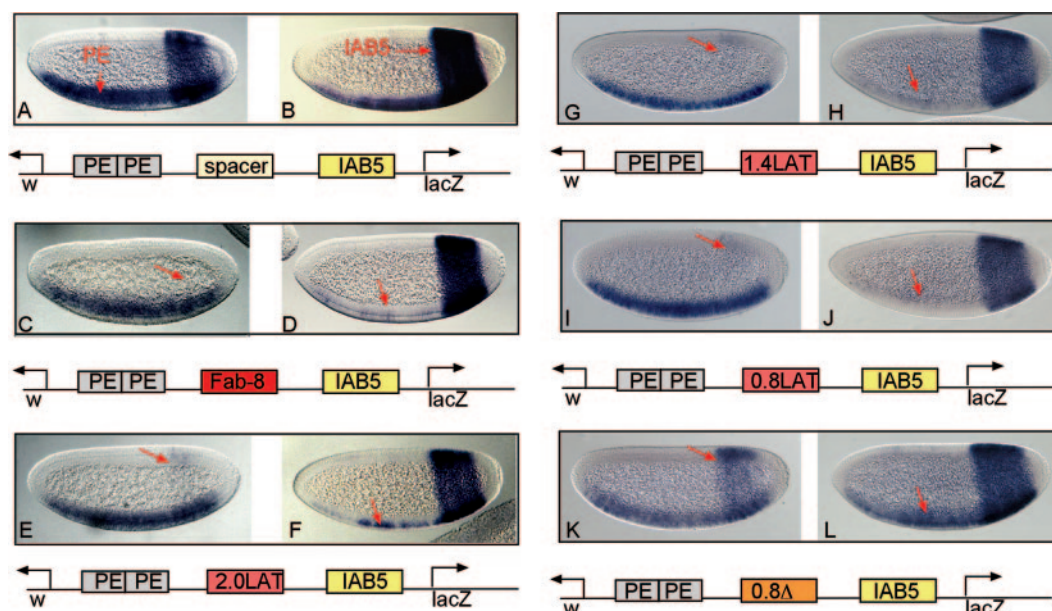 PE
IAB5
A
B
w
PE PE
spacer
IAB5
lacZ
C
D
w
PE PE
Fab-8
IAB5
lacZ
E
F
w
PE PE
2.0LAT
IAB5
lacZ
G
H
w
PE PE
1.4LAT
IAB5
lacZ
I
J
w
PE PE
0.8LAT
IAB5
lacZ
K
L
w
PE PE
0.8Δ
IAB5
lacZ